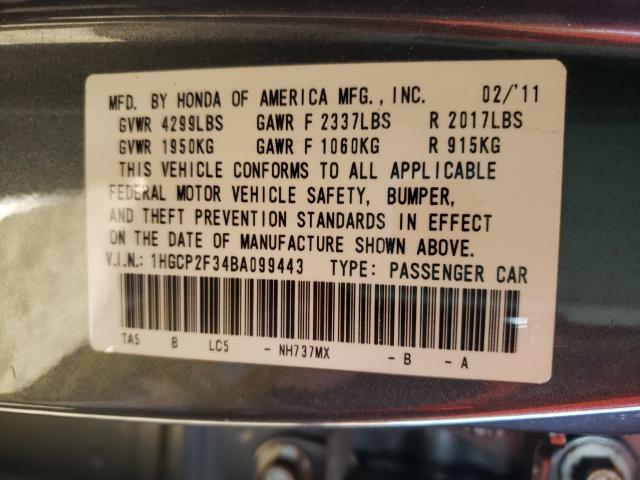 MFD. BY HONDA OF AMERICA MFG., INC. 02/'11
GVWR 4299LBS GAWR F 2337LBS R 2017LBS
GVWR 1950KG GAWR F 1060KG R 915KG
THIS VEHICLE CONFORMS TO ALL APPLICABLE
FEDERAL MOTOR VEHICLE SAFETY, BUMPER,
AND THEFT PREVENTION STANDARDS IN EFFECT
ON THE DATE OF MANUFACTURE SHOWN ABOVE.
V.I.N.: 1HGCP2F34BA099443 TYPE: PASSENGER CAR
TA5 B LC5 - NH737MX - B - A